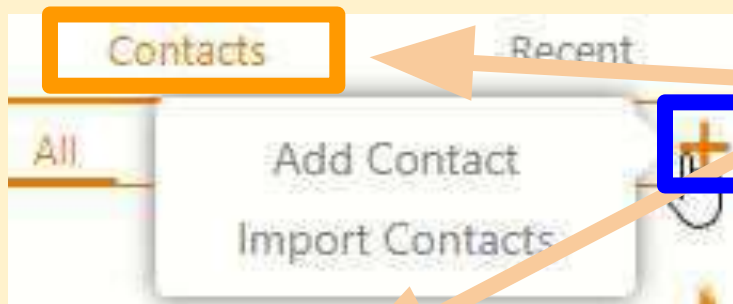 Contacts Recent
All
Add Contact
Import Contacts